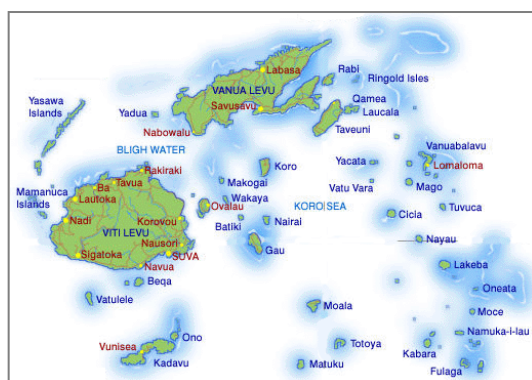 Labasa
Rabi
Ringold Isles
VANUA LEVU
Savusavu
Qamea
Laucala
Taveuni
Yasawa
Islands
Yadua
Nabowalu
BLIGH WATER
Vanuabalavu
Lomaloma
Koro
Yacata
Rakiraki
Makogai
Vatu Vara
Mago
Tavua
Ba
Mamanuca
Islands
Lautoka
Wakaya
Ovalau
KORO SEA
Tuvuca
Cicia
Batiki
Nairai
Nadi
Korovou
VITI LEVU
Nayau
Nausori
Gau
SUVA
Sigatoka
Navua
Lakeba
Beqa
Oneata
Vatulele
Moala
Moce
Namuka-i-lau
Ono
Vunisea
Totoya
Kabara
Kadavu
Matuku
Fulaga